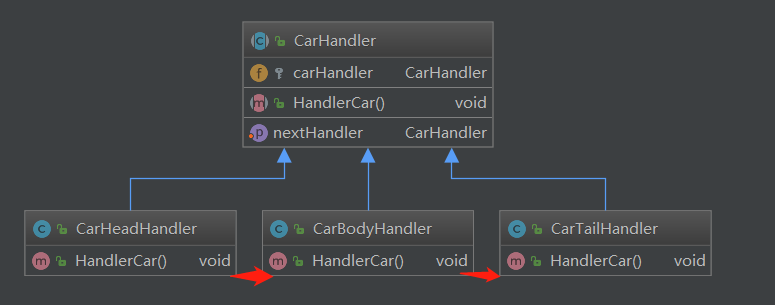 CarHandler
carHandler CarHandler
HandlerCar() void
nextHandler CarHandler
CarHeadHandler
HandlerCar() void
CarBodyHandler
HandlerCar() void
CarTailHandler
HandlerCar() void